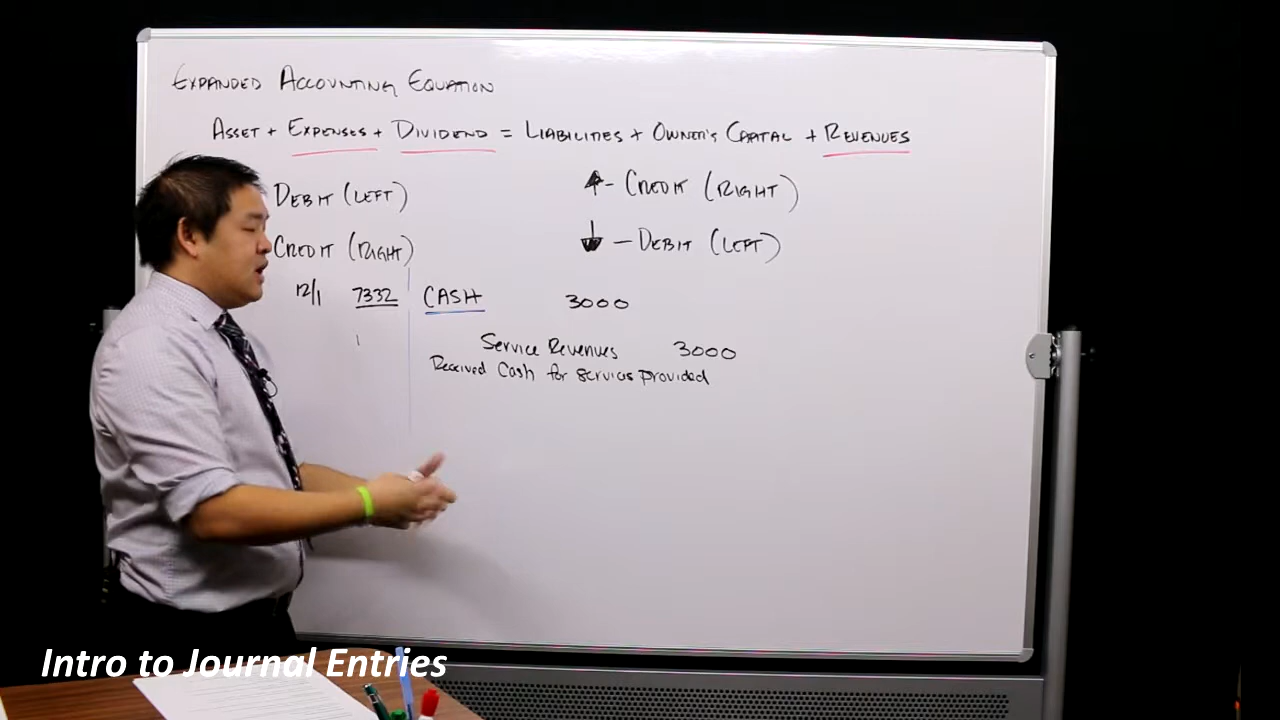 EXPANDED ACCOUNTING EQUATION
ASSET + EXPENSES + DIVIDEND = LIABILITIES + OWNER'S CAPITAL + REVENUES
DEBIT (LEFT)
↑ - CREDIT (RIGHT)
CREDIT (RIGHT)
↓ - DEBIT (LEFT)
12/1 7332 CASH 3000
Service Revenues 3000
Received Cash for services provided
Intro to Journal Entries